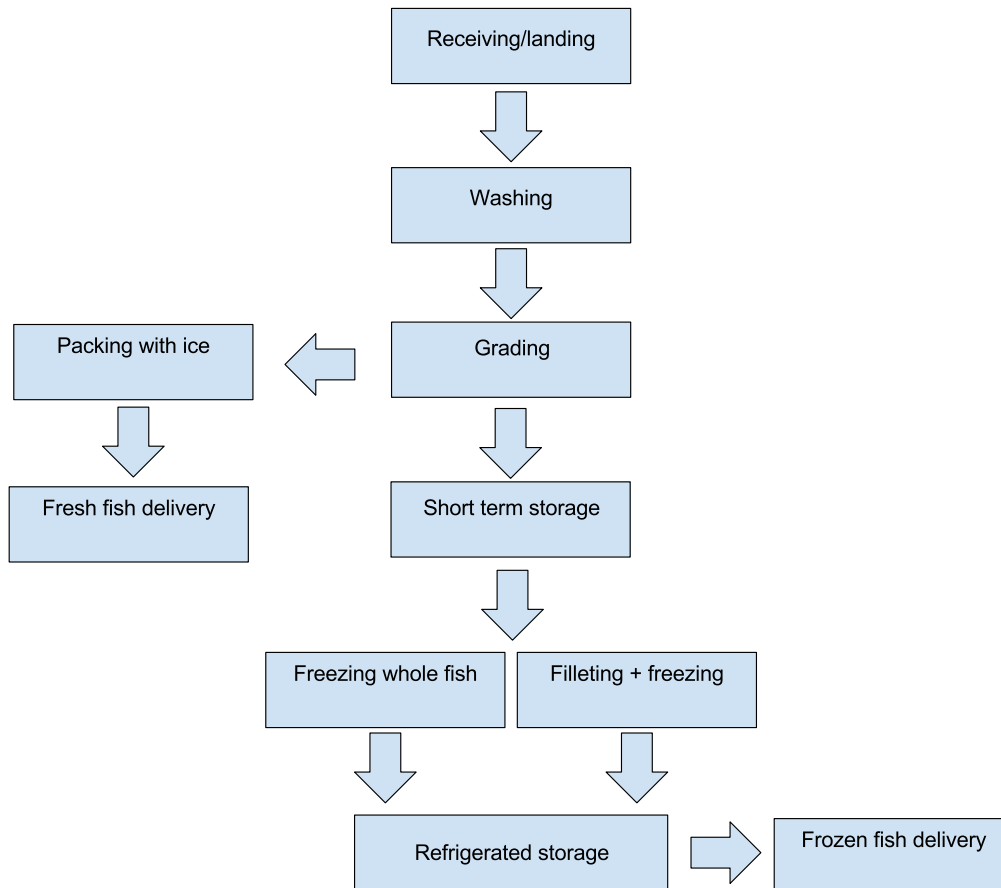 Receiving/landing
Washing
Grading
Packing with ice
Fresh fish delivery
Short term storage
Freezing whole fish
Filleting + freezing
Refrigerated storage
Frozen fish delivery